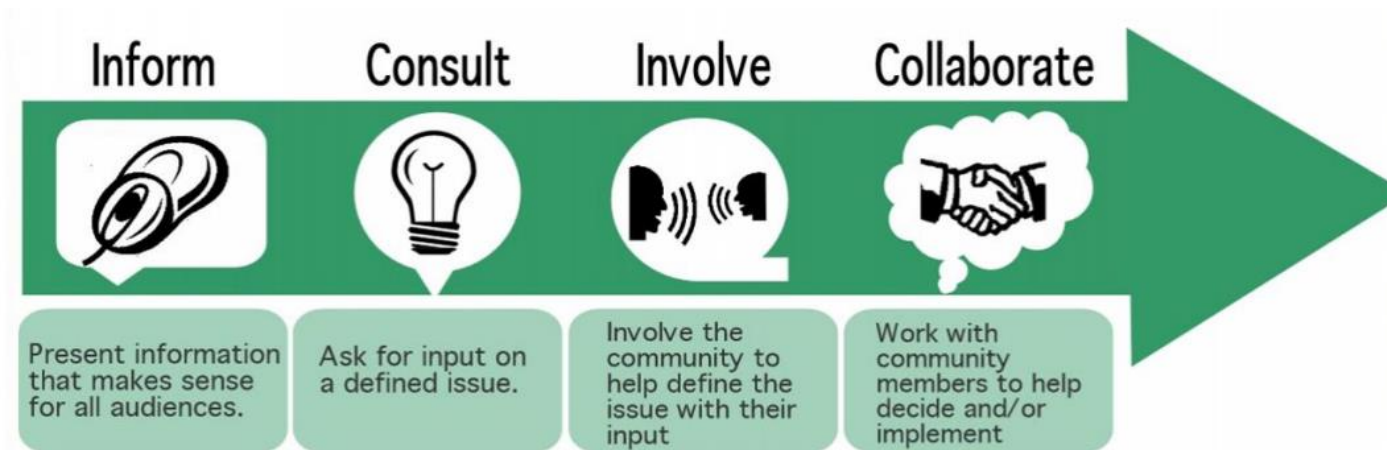 Inform
Consult
Involve
Collaborate
Present information
that makes sense
for all audiences.
Ask for input on
a defined issue.
Involve the
community to
help define the
issue with their
input
Work with
community
members to help
decide and/or
implement